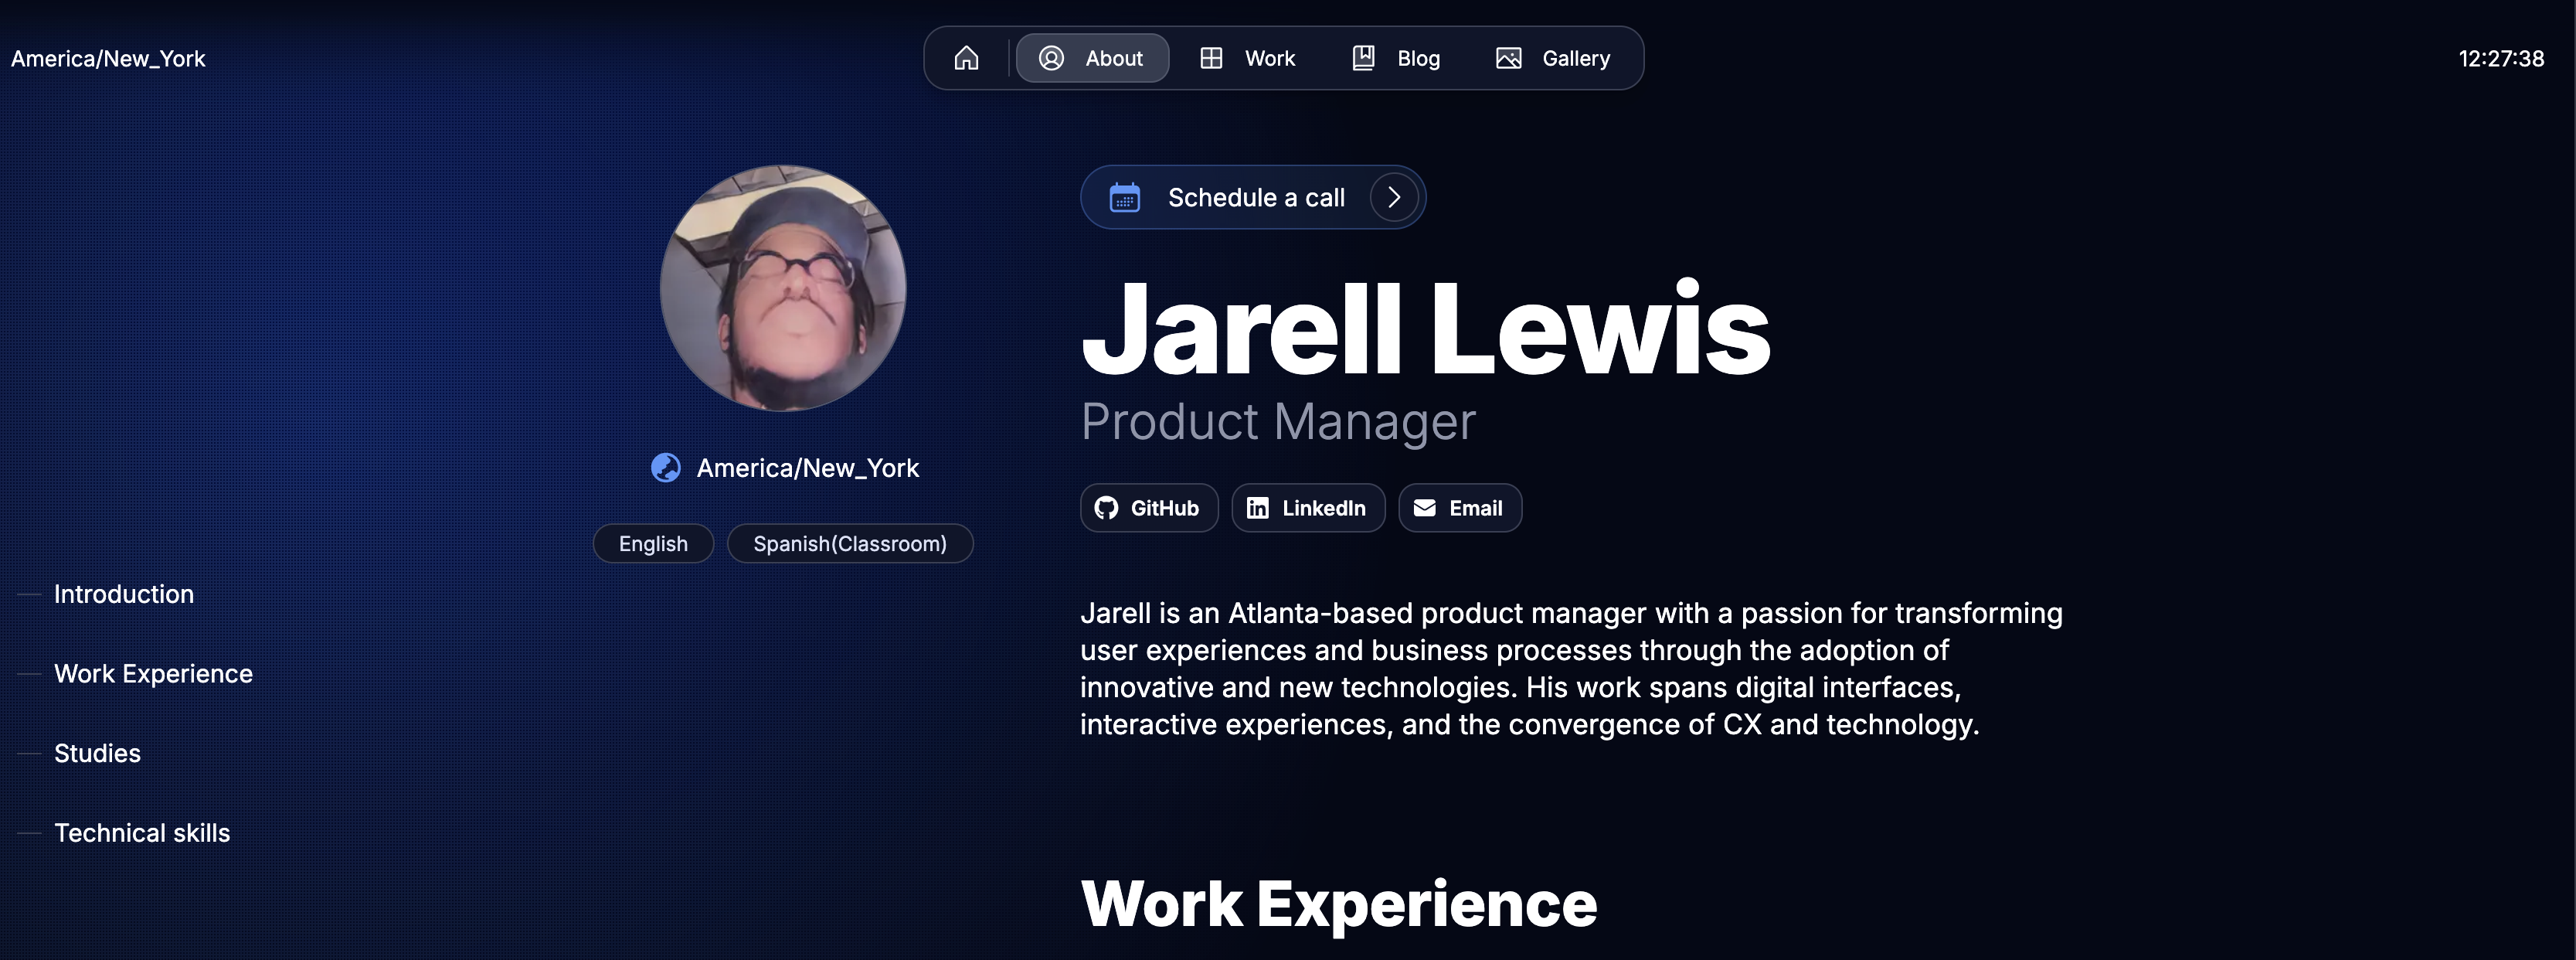 America/New_York
About
Work
Blog
Gallery
12:27:38
Schedule a call
Jarell Lewis
Product Manager
America/New_York
GitHub
LinkedIn
Email
English
Spanish(Classroom)
Introduction
Work Experience
Studies
Technical skills
Jarell is an Atlanta-based product manager with a passion for transforming
user experiences and business processes through the adoption of
innovative and new technologies. His work spans digital interfaces,
interactive experiences, and the convergence of CX and technology.
Work Experience